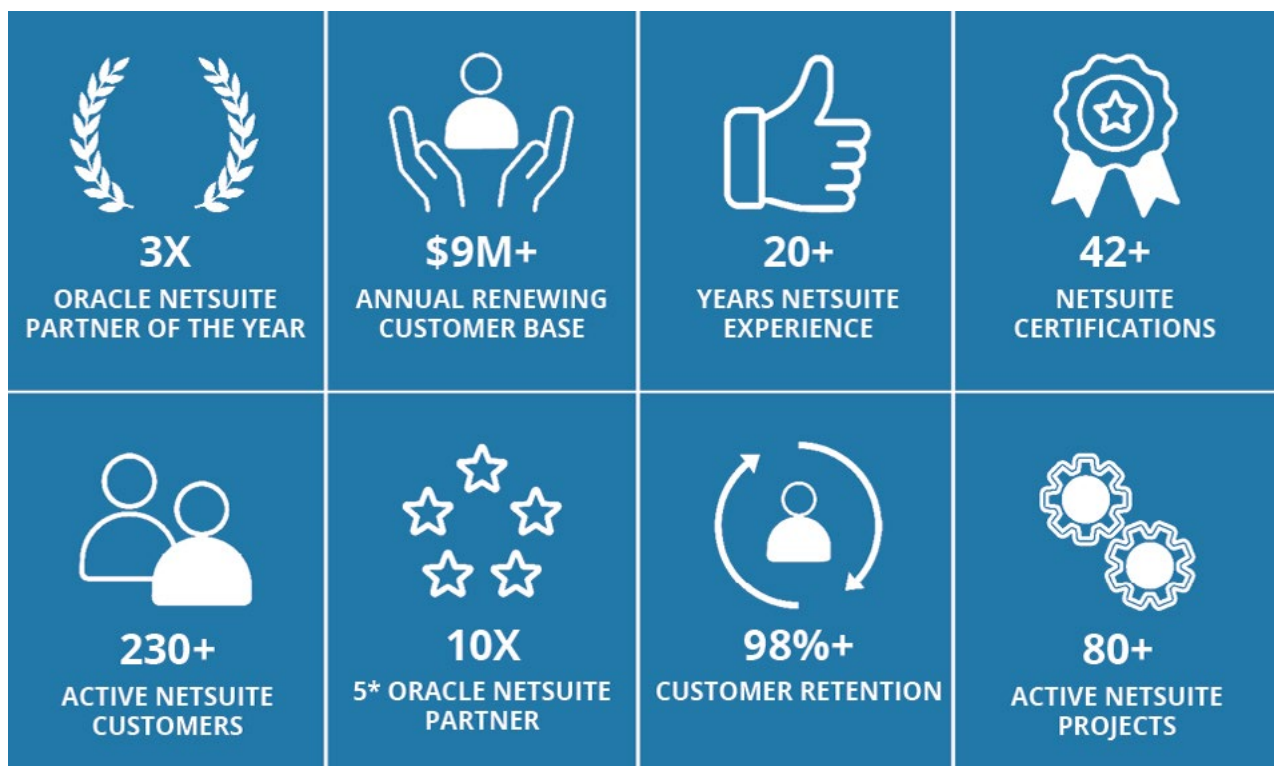 3X
ORACLE NETSUITE
PARTNER OF THE YEAR
$9M+
ANNUAL RENEWING
CUSTOMER BASE
20+
YEARS NETSUITE
EXPERIENCE
42+
NETSUITE
CERTIFICATIONS
230+
ACTIVE NETSUITE
CUSTOMERS
10X
5* ORACLE NETSUITE
PARTNER
98%+
CUSTOMER RETENTION
80+
ACTIVE NETSUITE
PROJECTS